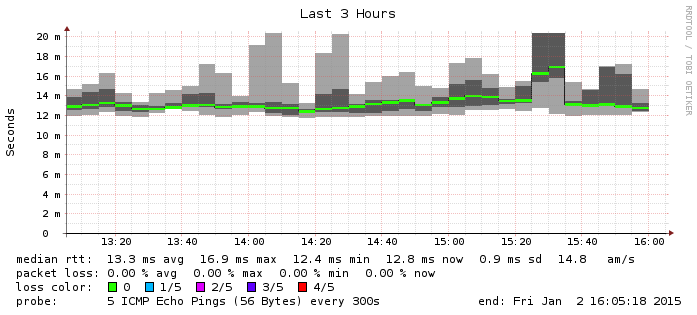 Last 3 Hours
RRDTOOL / TOBI OETIKER
Seconds
20 m
18 m
16 m
14 m
12 m
10 m
8 m
6 m
4 m
2 m
0
13:20 13:40 14:00 14:20 14:40 15:00 15:20 15:40 16:00
median rtt: 13.3 ms avg 16.9 ms max 12.4 ms min 12.8 ms now 0.9 ms sd 14.8 am/s
packet loss: 0.00 % avg 0.00 % max 0.00 % min 0.00 % now
loss color: 0 1/5 2/5 3/5 4/5
probe: 5 ICMP Echo Pings (56 Bytes) every 300s end: Fri Jan 2 16:05:18 2015